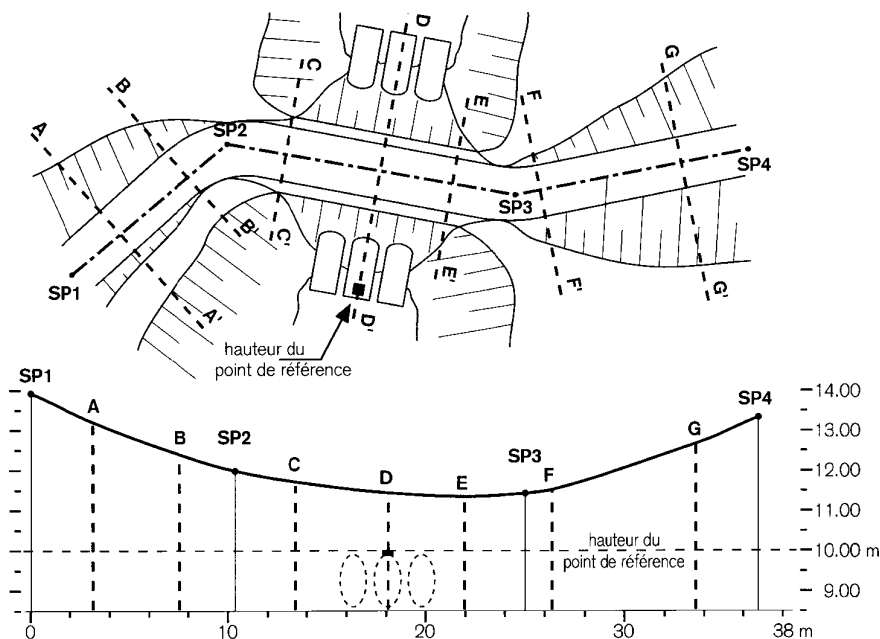 D
G
C
B
E
F
A
SP2
SP4
SP3
B'
C'
E'
SP1
F'
G'
A'
D'
hauteur du
point de référence
SP1
14.00
SP4
A
13.00
B
SP2
G
SP3
12.00
C
D
E
F
11.00
hauteur du
point de référence
10.00 m
9.00
0
10
20
30
38 m